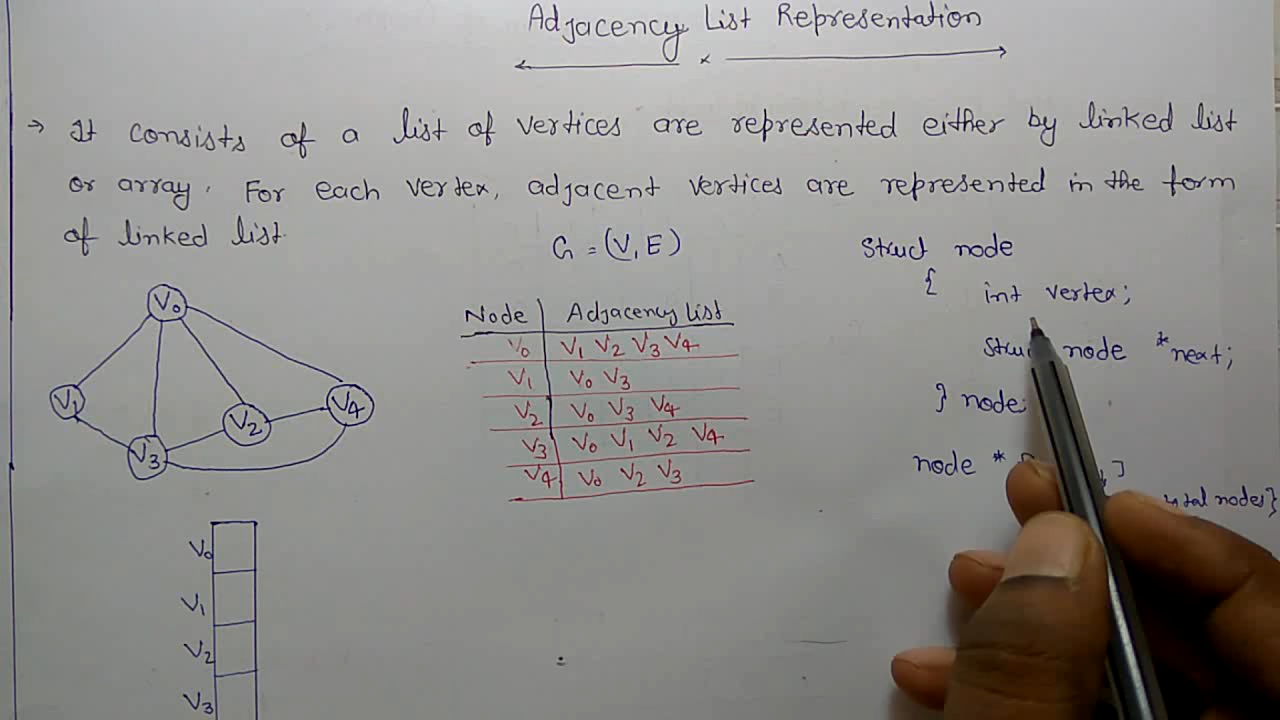 Adjacency List Representation
→ It consists of a list of vertices are represented either by linked list
or array. For each vertex, adjacent vertices are represented in the form
of linked list.
G = (V, E)
V0
V1
V2
V4
V3
Node Adjacency List
V0 V1 V2 V3 V4
V1 V0 V3
V2 V0 V3 V4
V3 V0 V1 V2 V4
V4 V0 V2 V3
Struct node
{ int vertex;
node *next;
} node;
node *
]
nodes}
V0
V1
V2
V3